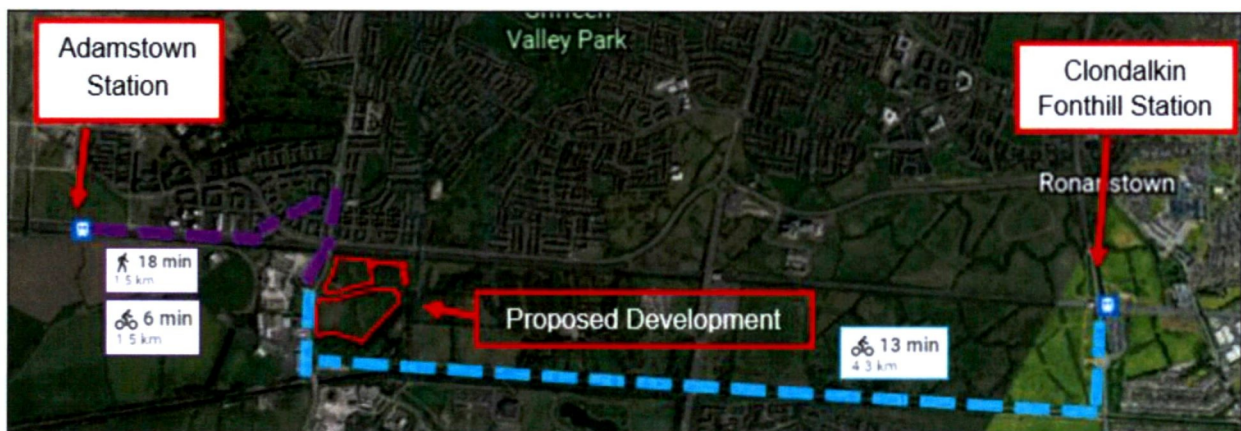 Valley Park
Adamstown
Station
Clondalkin
Fonthill Station
Ronanstown
18 min
1.5 km
6 min
1.5 km
Proposed Development
13 min
4.3 km